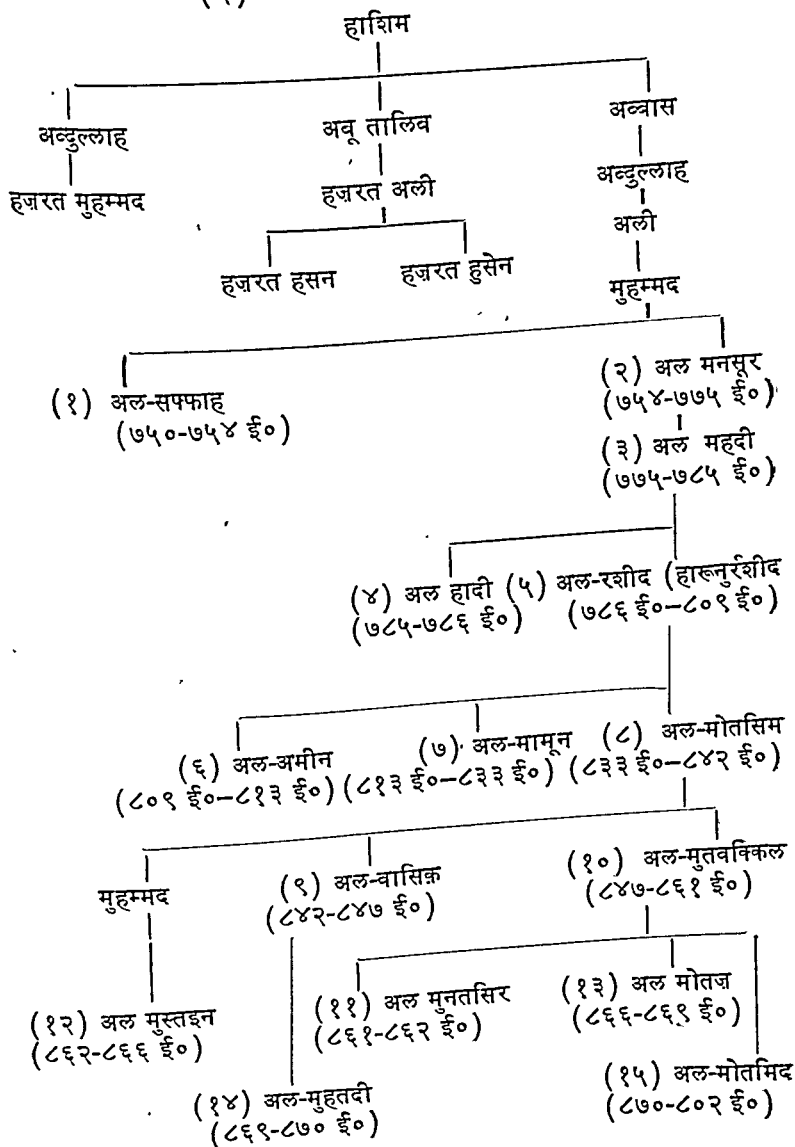 हाशिम
अब्दुल्लाह अबू तालिब अब्बास
हज़रत मुहम्मद हज़रत अली अब्दुल्लाह
अली
हज़रत हसन हज़रत हुसेन
मुहम्मद
(१) अल-सफ्फाह (२) अल मनसूर
(७५०-७५४ ई०) (७५४-७७५ ई०)
(३) अल महदी
(७७५-७८५ ई०)
(४) अल हादी (५) अल-रशीद (हारूनुर्रशीद
(७८५-७८६ ई०) (७८६ ई०–८०९ ई०)
(६) अल-अमीन (७) अल-मामून (८) अल-मोतसिम
(८०९ ई०–८१३ ई०) (८१३ ई०–८३३ ई०) (८३३ ई०–८४२ ई०)
मुहम्मद (९) अल-वासिक़ (१०) अल-मुतवक्किल
(८४२-८४७ ई०) (८४७-८६१ ई०)
(१२) अल मुस्तइन (११) अल मुनतसिर (१३) अल मोतज़
(८६२-८६६ ई०) (८६१-८६२ ई०) (८६६-८६९ ई०)
(१४) अल-मुहतदी (१५) अल-मोतमिद
(८६९-८७० ई०) (८७०-८०२ ई०)